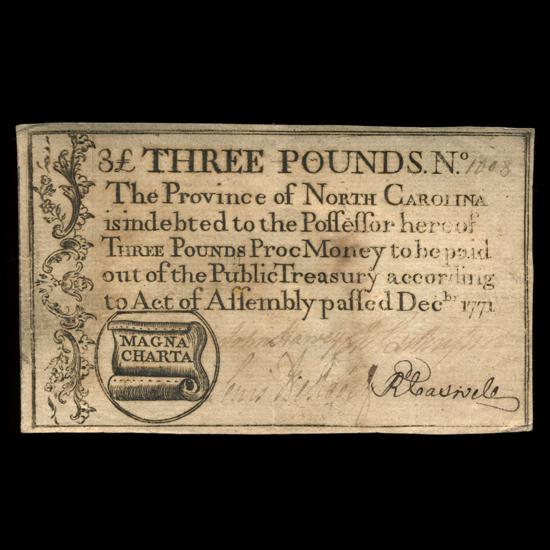 3£ THREE POUNDS. No. 1008
The Province of NORTH CAROLINA
is indebted to the Poſſeſſor hereof
THREE POUNDS Proc Money to be paid
out of the Public Treasury according
to Act of Aſſembly paſſed Decbr. 1771
MAGNA
CHARTA
RCaswell